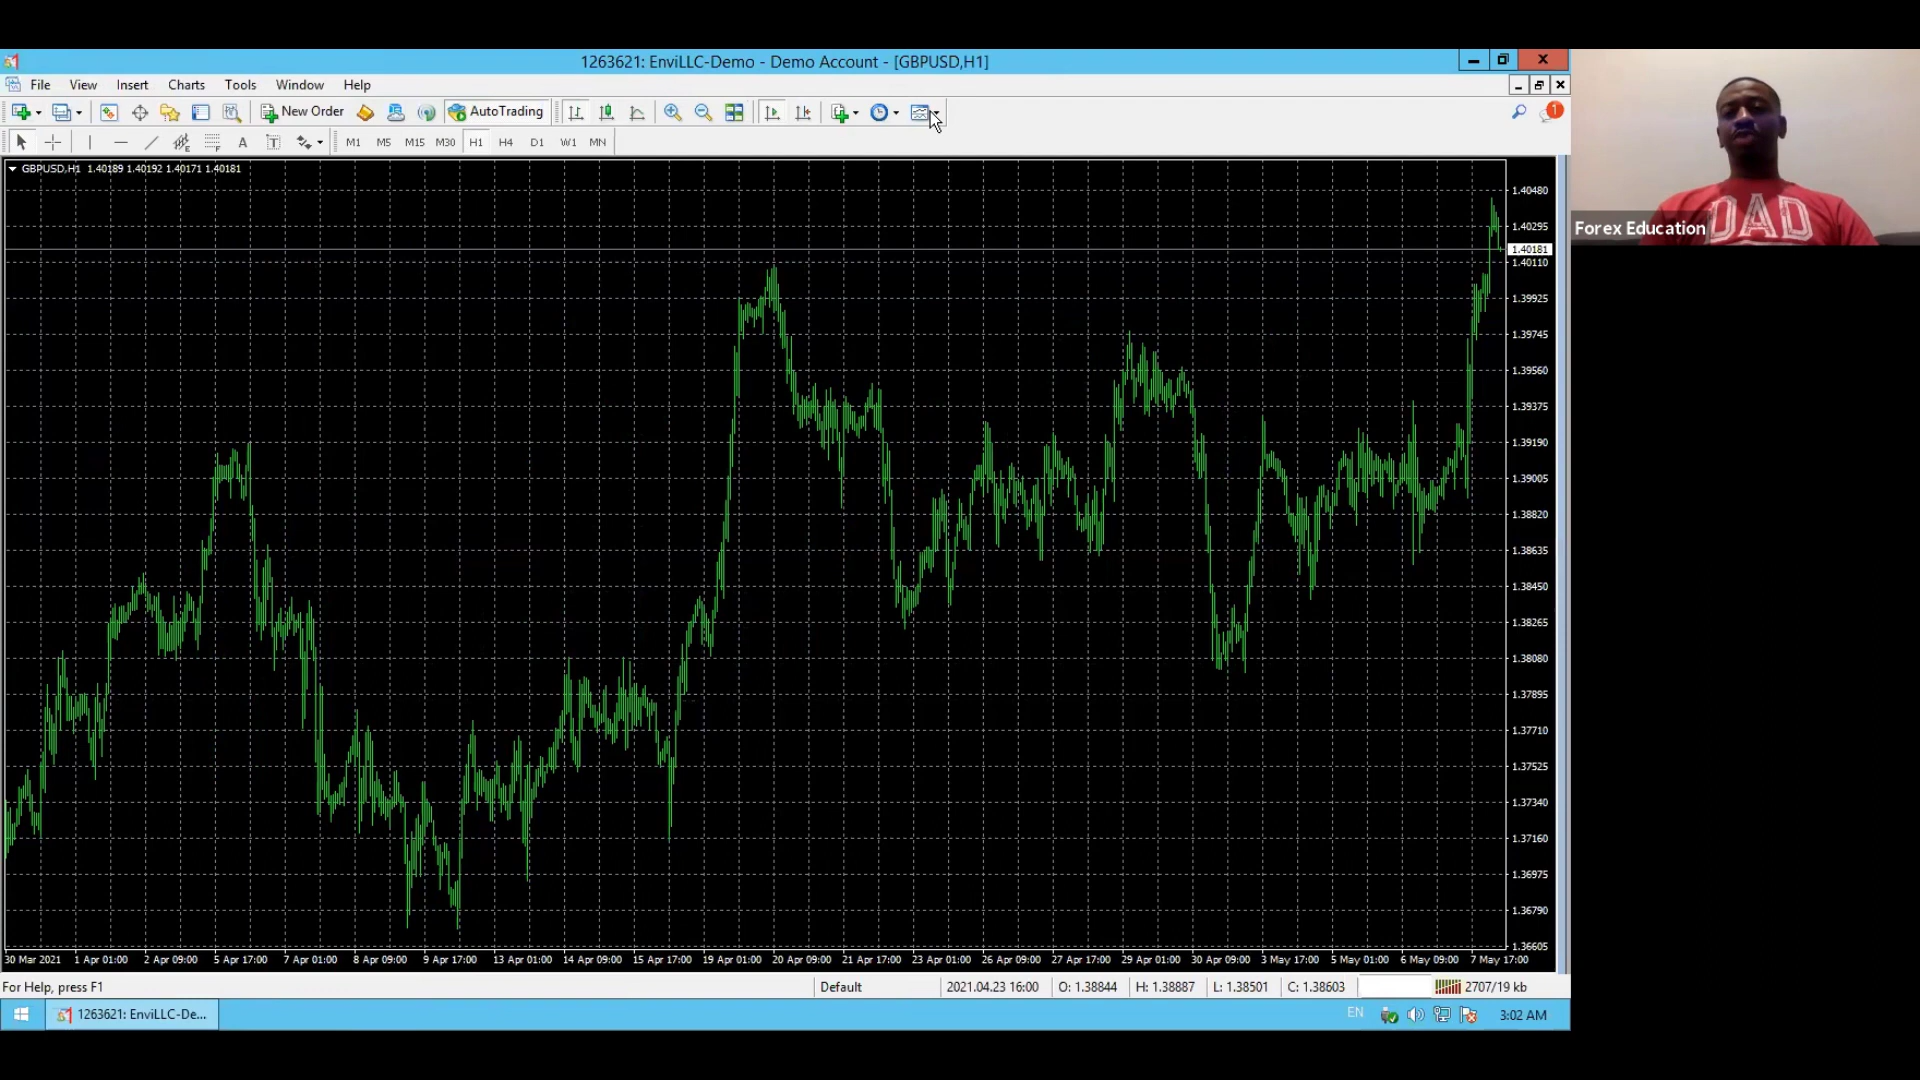 1263621: EnviLLC-Demo - Demo Account - [GBPUSD,H1]
File View Insert Charts Tools Window Help
New Order AutoTrading 1
A T M1 M5 M15 M30 H1 H4 D1 W1 MN
GBPUSD,H1 1.40189 1.40192 1.40171 1.40181
1.40480
1.40295
1.40181
1.40110
1.39925
1.39745
1.39560
1.39375
1.39190
1.39005
1.38820
1.38635
1.38450
1.38265
1.38080
1.37895
1.37710
1.37525
1.37340
1.37160
1.36975
1.36790
1.36605
30 Mar 2021 1 Apr 01:00 2 Apr 09:00 5 Apr 17:00 7 Apr 01:00 8 Apr 09:00 9 Apr 17:00 13 Apr 01:00 14 Apr 09:00 15 Apr 17:00 19 Apr 01:00 20 Apr 09:00 21 Apr 17:00 23 Apr 01:00 26 Apr 09:00 27 Apr 17:00 29 Apr 01:00 30 Apr 09:00 3 May 17:00 5 May 01:00 6 May 09:00 7 May 17:00
For Help, press F1 Default 2021.04.23 16:00 O: 1.38844 H: 1.38887 L: 1.38501 C: 1.38603 2707/19 kb
1263621: EnviLLC-De... EN 3:02 AM
DAD
Forex Education